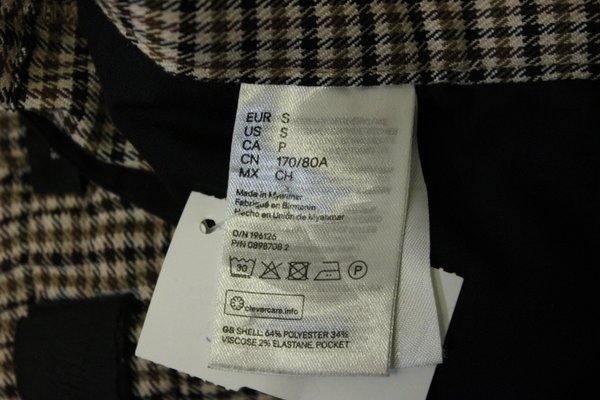 EUR S
US S
CA P
CN 170/80A
MX CH
Made in Myanmar
Fabriqué en Birmanie
Hecho en Unión de Myanmar
O/N 196126
P/N 0898708 2
30
P
clevercare.info
GB SHELL: 64% POLYESTER 34%
VISCOSE 2% ELASTANE, POCKET